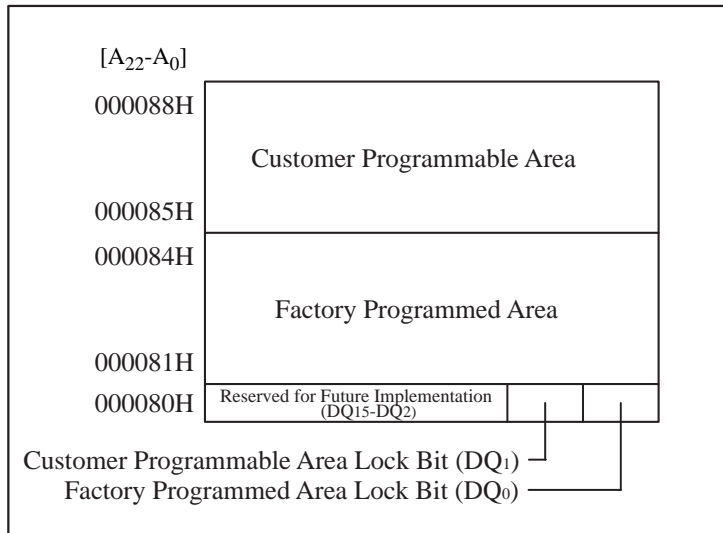 [A22-A0]
000088H
Customer Programmable Area
000085H
000084H
Factory Programmed Area
000081H
000080H
Reserved for Future Implementation
(DQ15-DQ2)
Customer Programmable Area Lock Bit (DQ1)
Factory Programmed Area Lock Bit (DQ0)